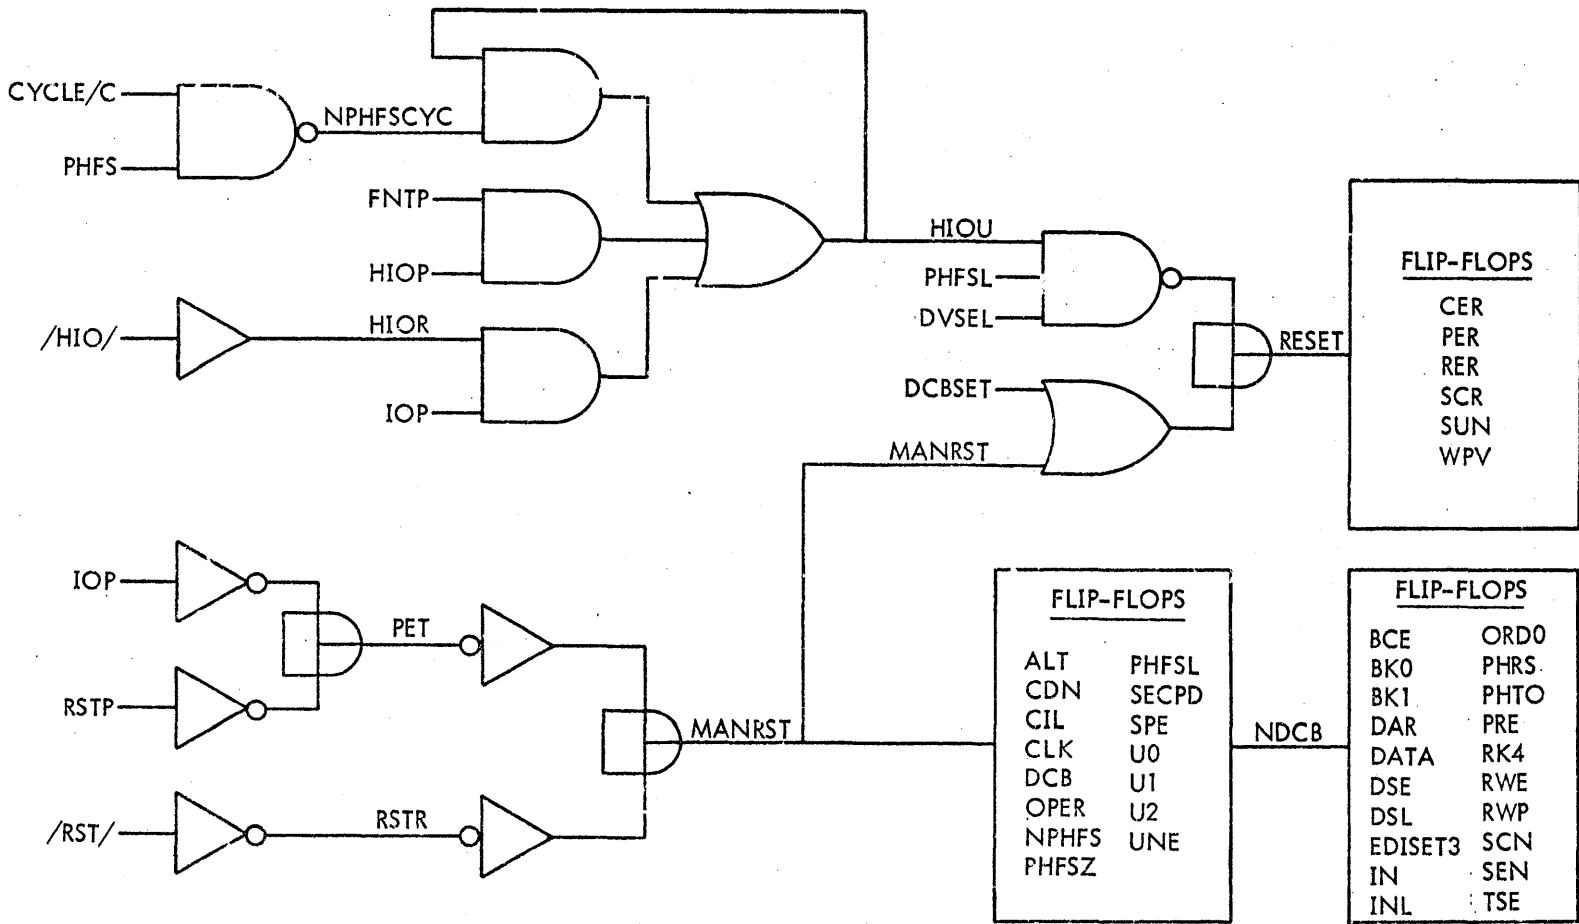 CYCLE/C
PHFS
NPHFSCYC
FNTP
HIOP
/HIO/
HIOR
IOP
HIOU
PHFSL
DVSEL
DCBSET
MANRST
RESET
FLIP-FLOPS
CER
PER
RER
SCR
SUN
WPV
IOP
RSTP
PET
/RST/
RSTR
MANRST
FLIP-FLOPS
ALT PHFSL
CDN SECPD
CIL SPE
CLK U0
DCB U1
OPER U2
NPHFS UNE
PHFSZ
NDCB
FLIP-FLOPS
BCE ORD0
BK0 PHRS
BK1 PHTO
DAR PRE
DATA RK4
DSE RWE
DSL RWP
EDISET3 SCN
IN SEN
INL TSE